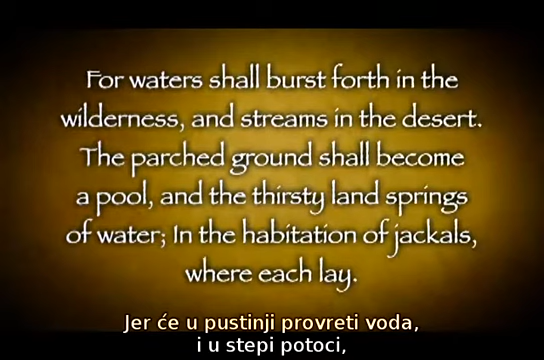 For waters shall burst forth in the
wilderness, and streams in the desert.
The parched ground shall become
a pool, and the thirsty land springs
of water; In the habitation of jackals,
where each lay.
Jer će u pustinji provreti voda,
i u stepi potoci,